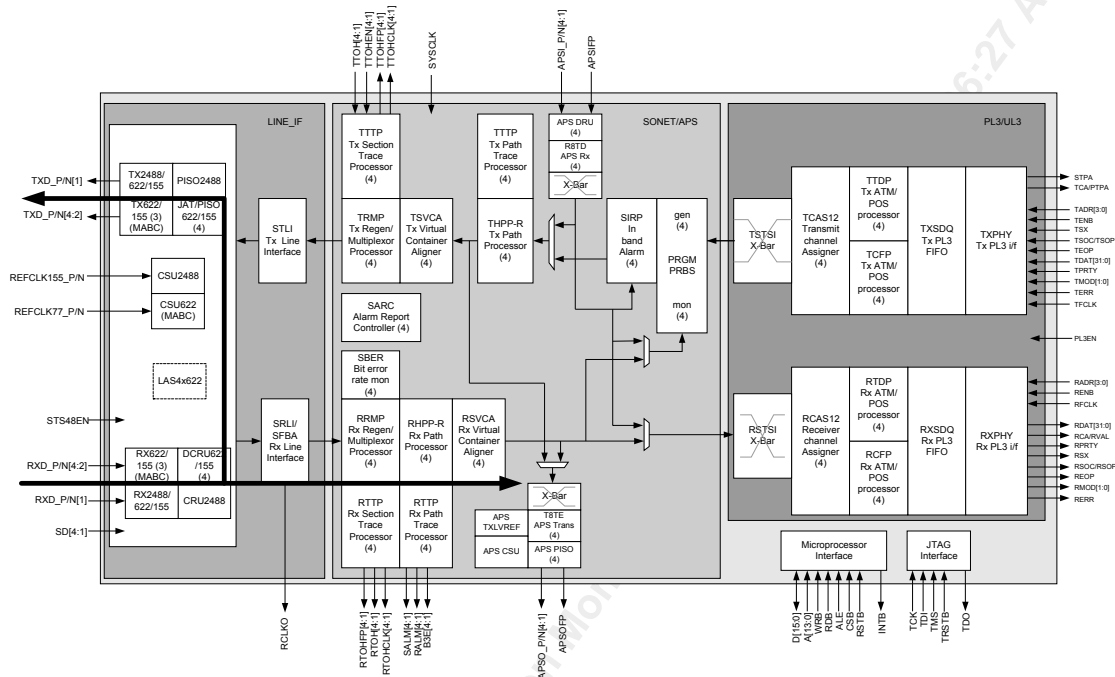 TTOH[4:1]
TTOHEN[4:1]
TTOHFP[4:1]
TTOHCLK[4:1]
SYSCLK
APSI_P/N[4:1]
APSIFP
6:27 A
LINE_IF
SONET/APS
PL3/UL3
TXD_P/N[1]
TXD_P/N[4:2]
REFCLK155_P/N
REFCLK77_P/N
STS48EN
RXD_P/N[4:2]
RXD_P/N[1]
SD[4:1]
TX2488/
622/155
PISO2488
TX622/
155 (3)
(MABC)
JAT/PISO
622/155
(4)
CSU2488
CSU622
(MABC)
LAS4x622
RX622/
155 (3)
(MABC)
DCRU622
/155
(4)
RX2488/
622/155
CRU2488
STLI
Tx Line
Interface
SRLI/
SFBA
Rx Line
Interface
TTTP
Tx Section
Trace
Processor
(4)
TRMP
Tx Regen/
Multiplexor
Processor
(4)
TSVCA
Tx Virtual
Container
Aligner
(4)
TTTP
Tx Path
Trace
Processor
(4)
THPP-R
Tx Path
Processor
(4)
APS DRU
(4)
R8TD
APS Rx
(4)
X-Bar
SIRP
In
band
Alarm
(4)
gen
(4)
PRGM
PRBS
mon
(4)
SARC
Alarm Report
Controller (4)
SBER
Bit error
rate mon
(4)
RRMP
Rx Regen/
Multiplexor
Processor
(4)
RHPP-R
Rx Path
Processor
(4)
RSVCA
Rx Virtual
Container
Aligner
(4)
RTTP
Rx Section
Trace
Processor
(4)
RTTP
Rx Path
Trace
Processor
(4)
X-Bar
APS
TXLVREF
T8TE
APS Trans
(4)
APS CSU
APS PISO
(4)
TSTSI
X-Bar
TCAS12
Transmit
channel
Assigner
(4)
TTDP
Tx ATM/
POS
processor
(4)
TCFP
Tx ATM/
POS
processor
(4)
TXSDQ
Tx PL3
FIFO
TXPHY
Tx PL3 i/f
RSTSI
X-Bar
RCAS12
Receiver
channel
Assigner
(4)
RTDP
Rx ATM/
POS
processor
(4)
RCFP
Rx ATM/
POS
processor
(4)
RXSDQ
Rx PL3
FIFO
RXPHY
Rx PL3 i/f
STPA
TCA/PTPA
TADR[3:0]
TENB
TSX
TSOC/TSOP
TEOP
TDAT[31:0]
TPRTY
TMOD[1:0]
TERR
TFCLK
PL3EN
RADR[3:0]
RENB
RFCLK
RDAT[31:0]
RCA/RVAL
RPRTY
RSX
RSOC/RSOP
REOP
RMOD[1:0]
RERR
Microprocessor
Interface
JTAG
Interface
RCLKO
RTOHFP[4:1]
RTOH[4:1]
RTOHCLK[4:1]
SALM[4:1]
RALM[4:1]
B3E[4:1]
APSO_P/N[4:1]
APSOFP
D[15:0]
A[13:0]
WRB
RDB
ALE
CSB
RSTB
INTB
TCK
TDI
TMS
TRSTB
TDO
on Mon